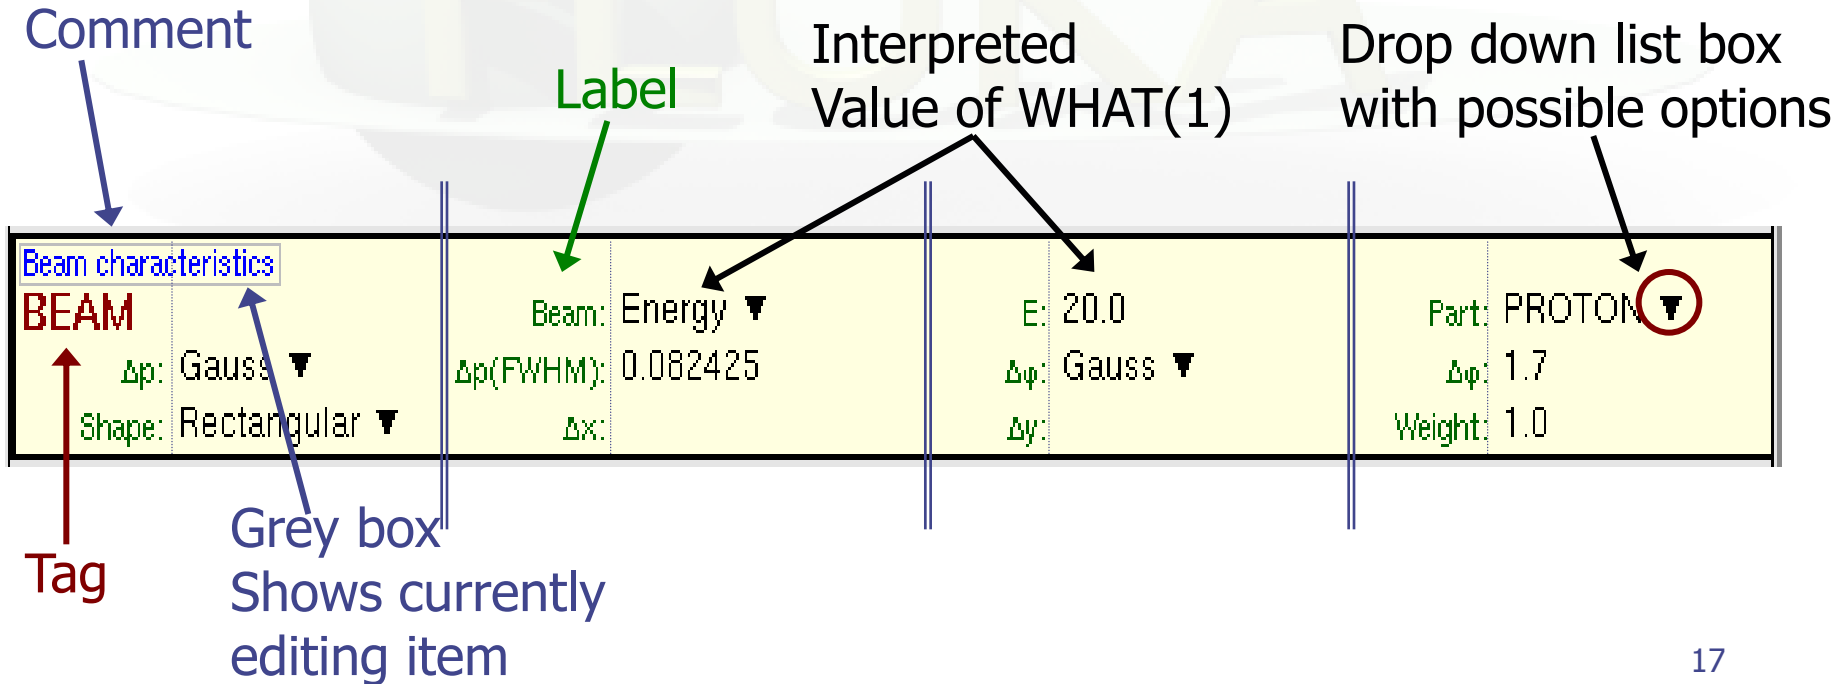 Comment
Label
Interpreted
Value of WHAT(1)
Drop down list box
with possible options
Beam characteristics
BEAM Beam: Energy ▼ E: 20.0 Part: PROTON ▼
Δp: Gauss ▼ Δp(FWHM): 0.082425 Δφ: Gauss ▼ Δφ: 1.7
Shape: Rectangular ▼ Δx: Δy: Weight: 1.0
Tag
Grey box
Shows currently
editing item
17